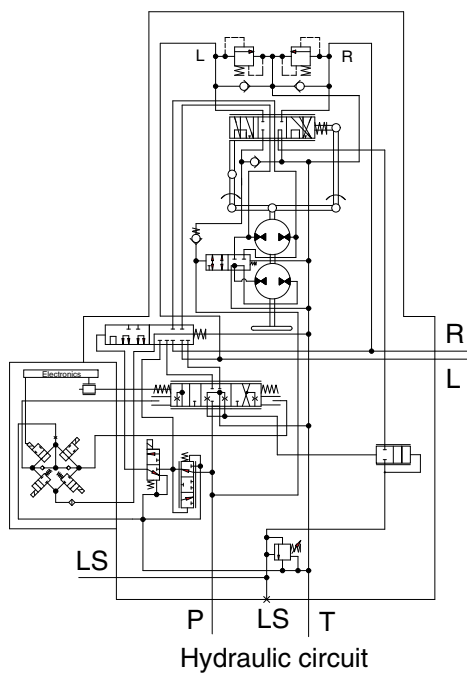 L R
R
L
Electronics
LS
P LS T
Hydraulic circuit